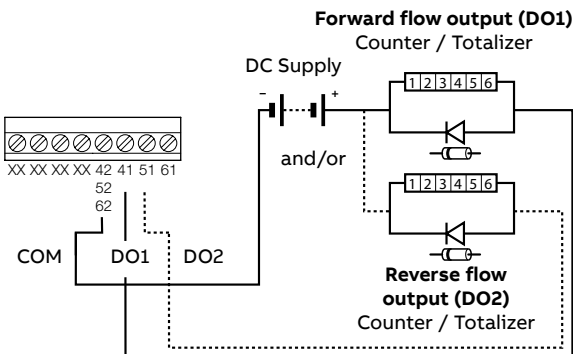 Forward flow output (DO1)
Counter / Totalizer
DC Supply
- +
1 2 3 4 5 6
and/or
XX XX XX XX 42 41 51 61
52
62
1 2 3 4 5 6
COM DO1 DO2
Reverse flow
output (DO2)
Counter / Totalizer